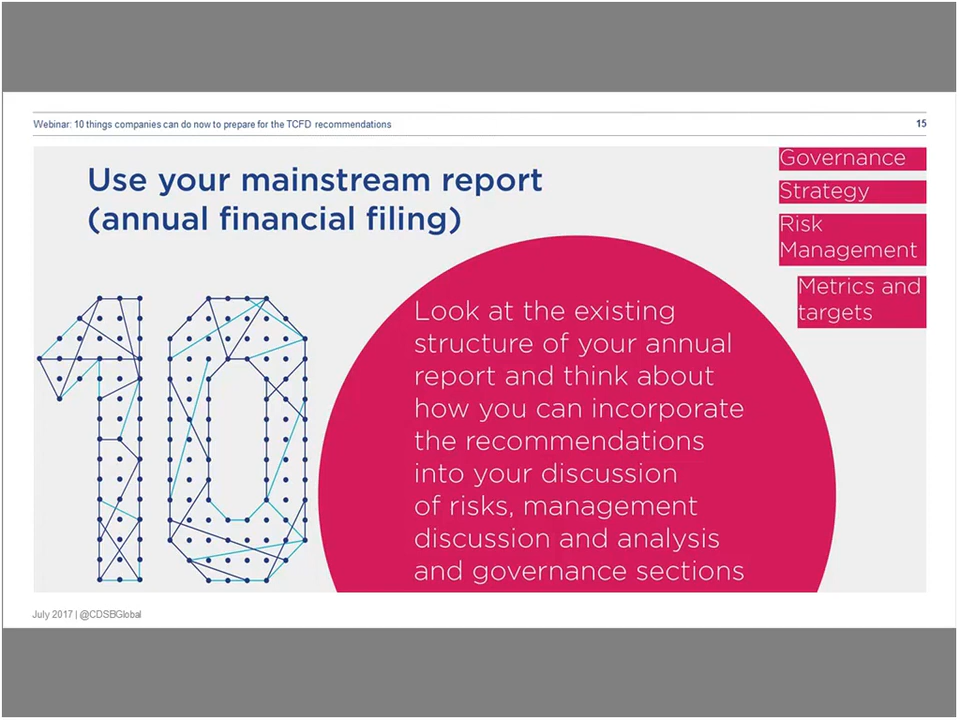 Webinar: 10 things companies can do now to prepare for the TCFD recommendations
15
Use your mainstream report
(annual financial filing)
Governance
Strategy
Risk
Management
Metrics and
targets
10
Look at the existing
structure of your annual
report and think about
how you can incorporate
the recommendations
into your discussion
of risks, management
discussion and analysis
and governance sections
July 2017 | @CDSBGlobal